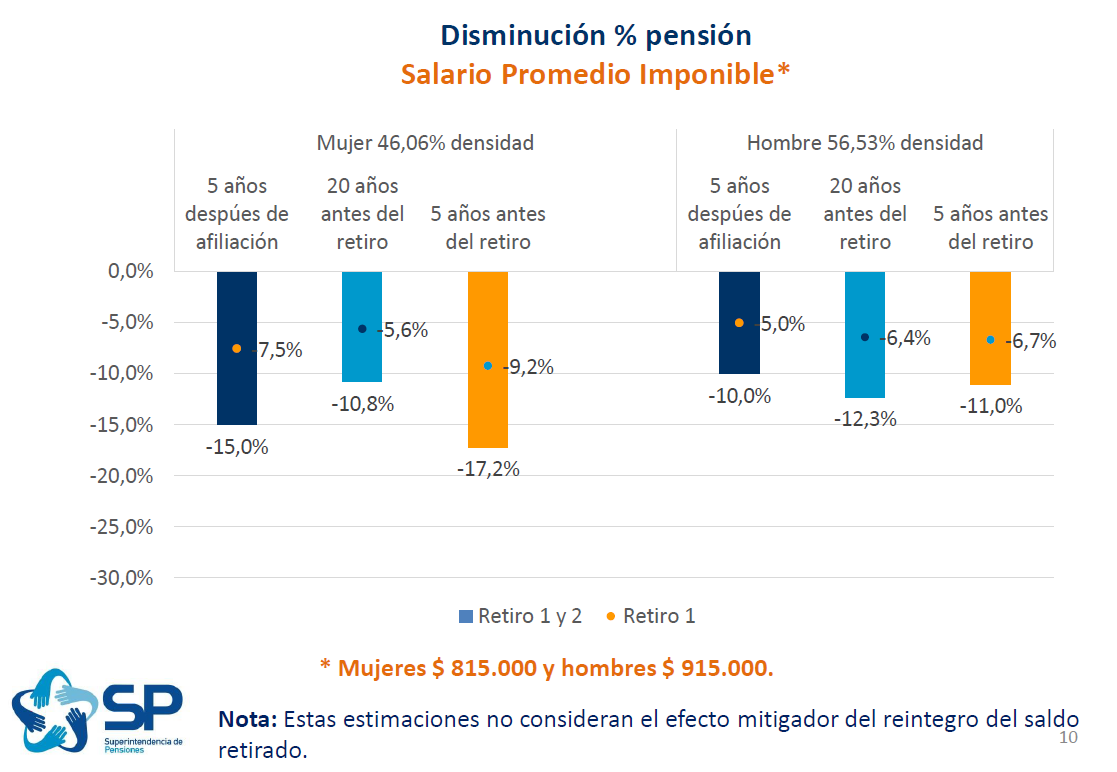 Disminución % pensión
Salario Promedio Imponible*
Mujer 46,06% densidad
Hombre 56,53% densidad
5 años
despúes de
afiliación
20 años
antes del
retiro
5 años antes
del retiro
5 años
despúes de
afiliación
20 años
antes del
retiro
5 años antes
del retiro
0,0%
-5,0%
-10,0%
-15,0%
-20,0%
-25,0%
-30,0%
-7,5%
-5,6%
-9,2%
-5,0%
-6,4%
-6,7%
-15,0%
-10,8%
-17,2%
-10,0%
-12,3%
-11,0%
Retiro 1 y 2
Retiro 1
* Mujeres $ 815.000 y hombres $ 915.000.
SP
Superintendencia de
Pensiones
Nota: Estas estimaciones no consideran el efecto mitigador del reintegro del saldo
retirado.
10